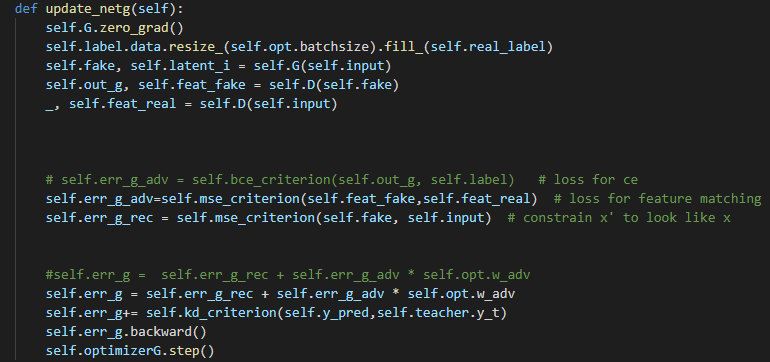 def update_netg(self):
    self.G.zero_grad()
    self.label.data.resize_(self.opt.batchsize).fill_(self.real_label)
    self.fake, self.latent_i = self.G(self.input)
    self.out_g, self.feat_fake = self.D(self.fake)
    _, self.feat_real = self.D(self.input)
    # self.err_g_adv = self.bce_criterion(self.out_g, self.label)   # loss for ce
    self.err_g_adv=self.mse_criterion(self.feat_fake,self.feat_real)  # loss for feature matching
    self.err_g_rec = self.mse_criterion(self.fake, self.input)  # constrain x' to look like x
    #self.err_g =  self.err_g_rec + self.err_g_adv * self.opt.w_adv
    self.err_g = self.err_g_rec + self.err_g_adv * self.opt.w_adv
    self.err_g+= self.kd_criterion(self.y_pred,self.teacher.y_t)
    self.err_g.backward()
    self.optimizerG.step()